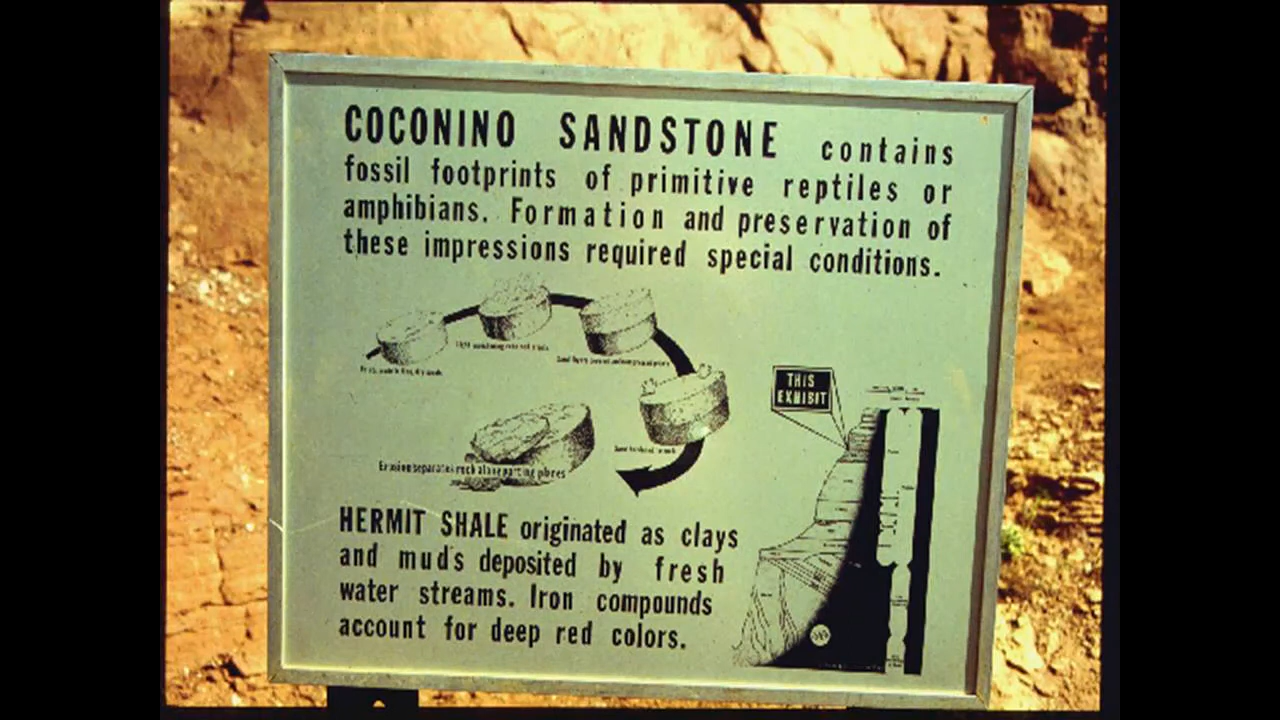 COCONINO SANDSTONE contains
fossil footprints of primitive reptiles or
amphibians. Formation and preservation of
these impressions required special conditions.
THIS
EXHIBIT
Erosion separates rock along parting planes
HERMIT SHALE originated as clays
and muds deposited by fresh
water streams. Iron compounds
account for deep red colors.